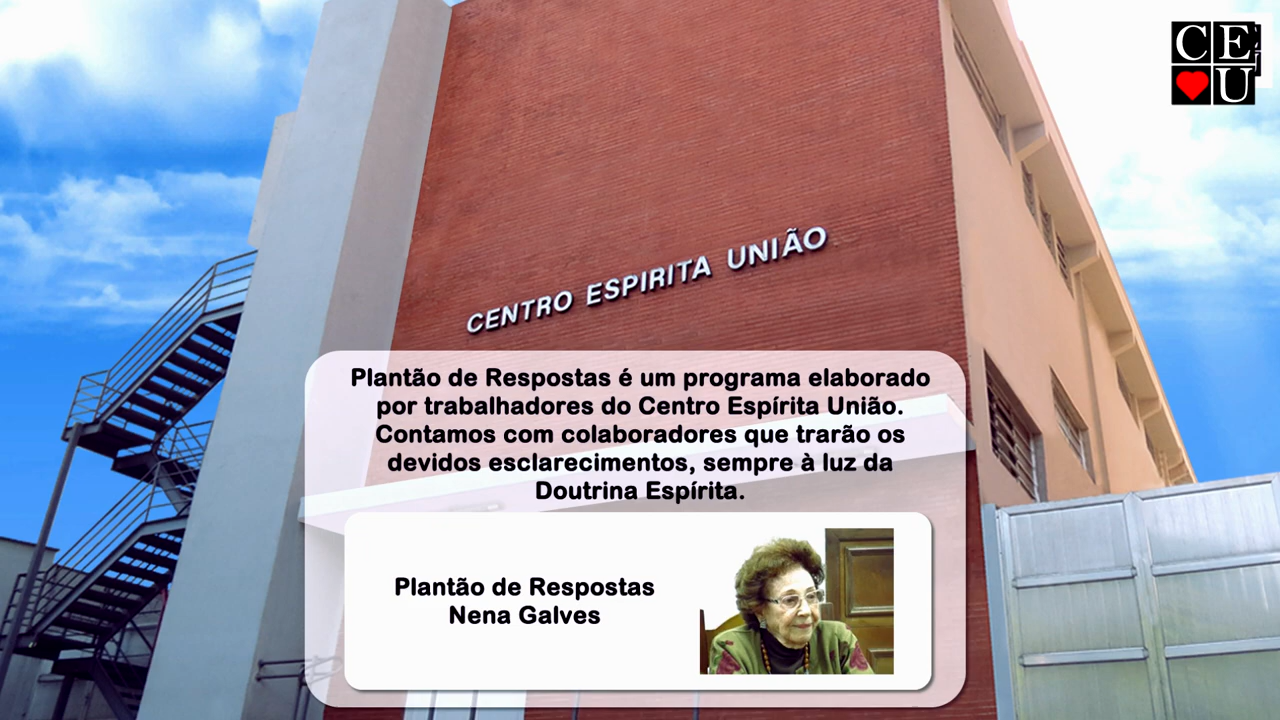 CE
U
CENTRO ESPIRITA UNIÃO
Plantão de Respostas é um programa elaborado
por trabalhadores do Centro Espírita União.
Contamos com colaboradores que trarão os
devidos esclarecimentos, sempre à luz da
Doutrina Espírita.
Plantão de Respostas
Nena Galves